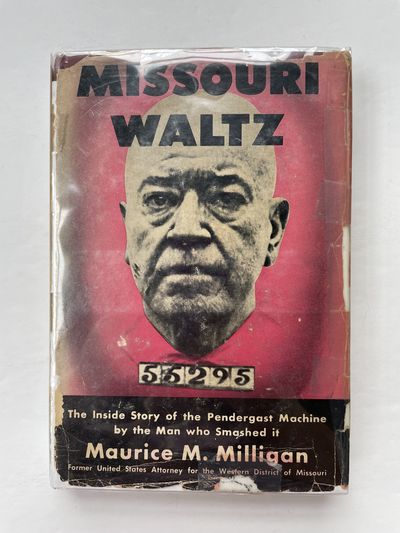 MISSOURI
WALTZ
55295
The Inside Story of the Pendergast Machine
by the Man who Smashed it
Maurice M. Milligan
Former United States Attorney for the Western District of Missouri